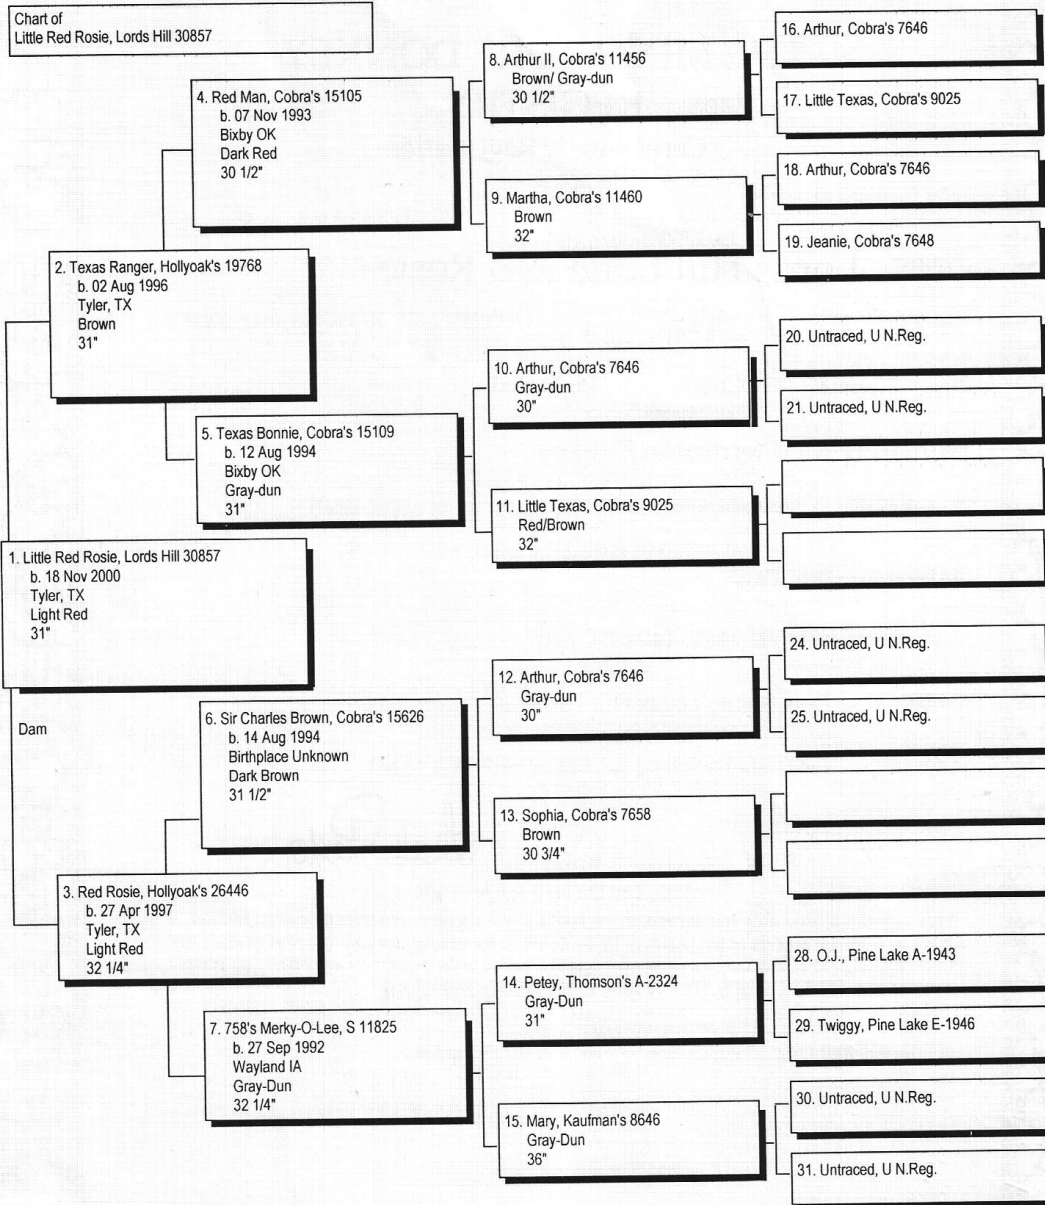 Chart of
Little Red Rosie, Lords Hill 30857
1. Little Red Rosie, Lords Hill 30857
b. 18 Nov 2000
Tyler, TX
Light Red
31"
Dam
2. Texas Ranger, Hollyoak's 19768
b. 02 Aug 1996
Tyler, TX
Brown
31"
3. Red Rosie, Hollyoak's 26446
b. 27 Apr 1997
Tyler, TX
Light Red
32 1/4"
4. Red Man, Cobra's 15105
b. 07 Nov 1993
Bixby OK
Dark Red
30 1/2"
5. Texas Bonnie, Cobra's 15109
b. 12 Aug 1994
Bixby OK
Gray-dun
31"
6. Sir Charles Brown, Cobra's 15626
b. 14 Aug 1994
Birthplace Unknown
Dark Brown
31 1/2"
7. 758's Merky-O-Lee, S 11825
b. 27 Sep 1992
Wayland IA
Gray-Dun
32 1/4"
8. Arthur II, Cobra's 11456
Brown/ Gray-dun
30 1/2"
9. Martha, Cobra's 11460
Brown
32"
10. Arthur, Cobra's 7646
Gray-dun
30"
11. Little Texas, Cobra's 9025
Red/Brown
32"
12. Arthur, Cobra's 7646
Gray-dun
30"
13. Sophia, Cobra's 7658
Brown
30 3/4"
14. Petey, Thomson's A-2324
Gray-Dun
31"
15. Mary, Kaufman's 8646
Gray-Dun
36"
16. Arthur, Cobra's 7646
17. Little Texas, Cobra's 9025
18. Arthur, Cobra's 7646
19. Jeanie, Cobra's 7648
20. Untraced, U N.Reg.
21. Untraced, U N.Reg.
24. Untraced, U N.Reg.
25. Untraced, U N.Reg.
28. O.J., Pine Lake A-1943
29. Twiggy, Pine Lake E-1946
30. Untraced, U N.Reg.
31. Untraced, U N.Reg.